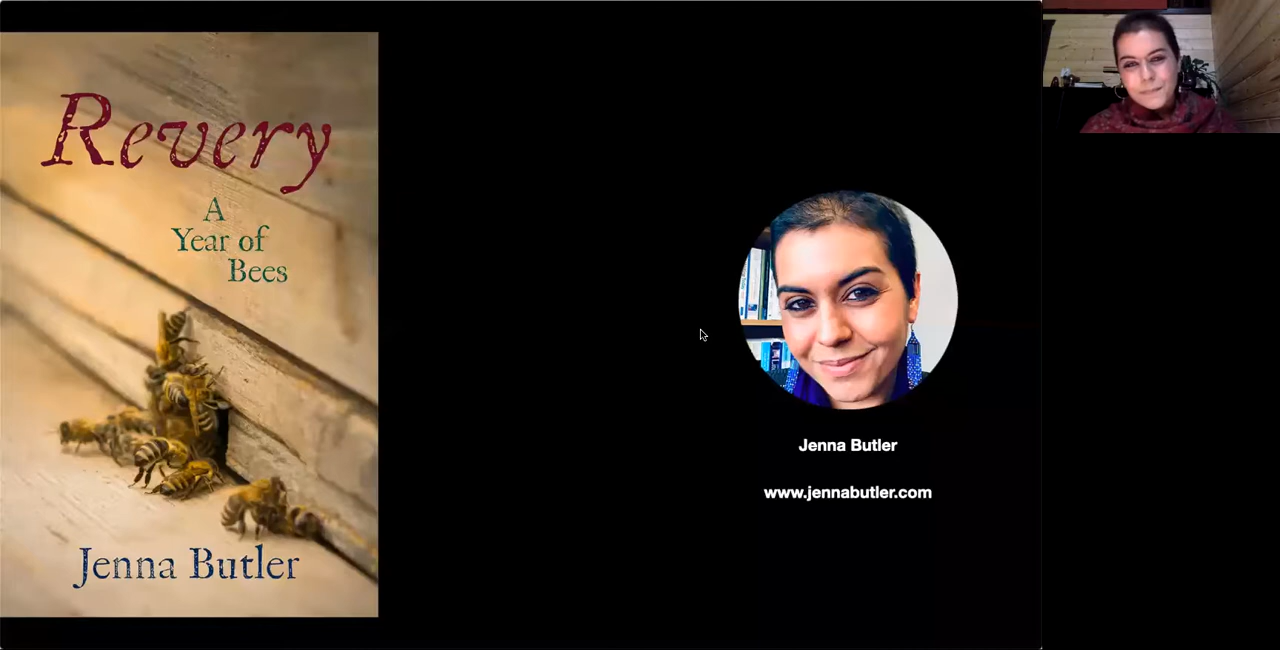 Revery
A
Year of
Bees
Jenna Butler
Jenna Butler
www.jennabutler.com